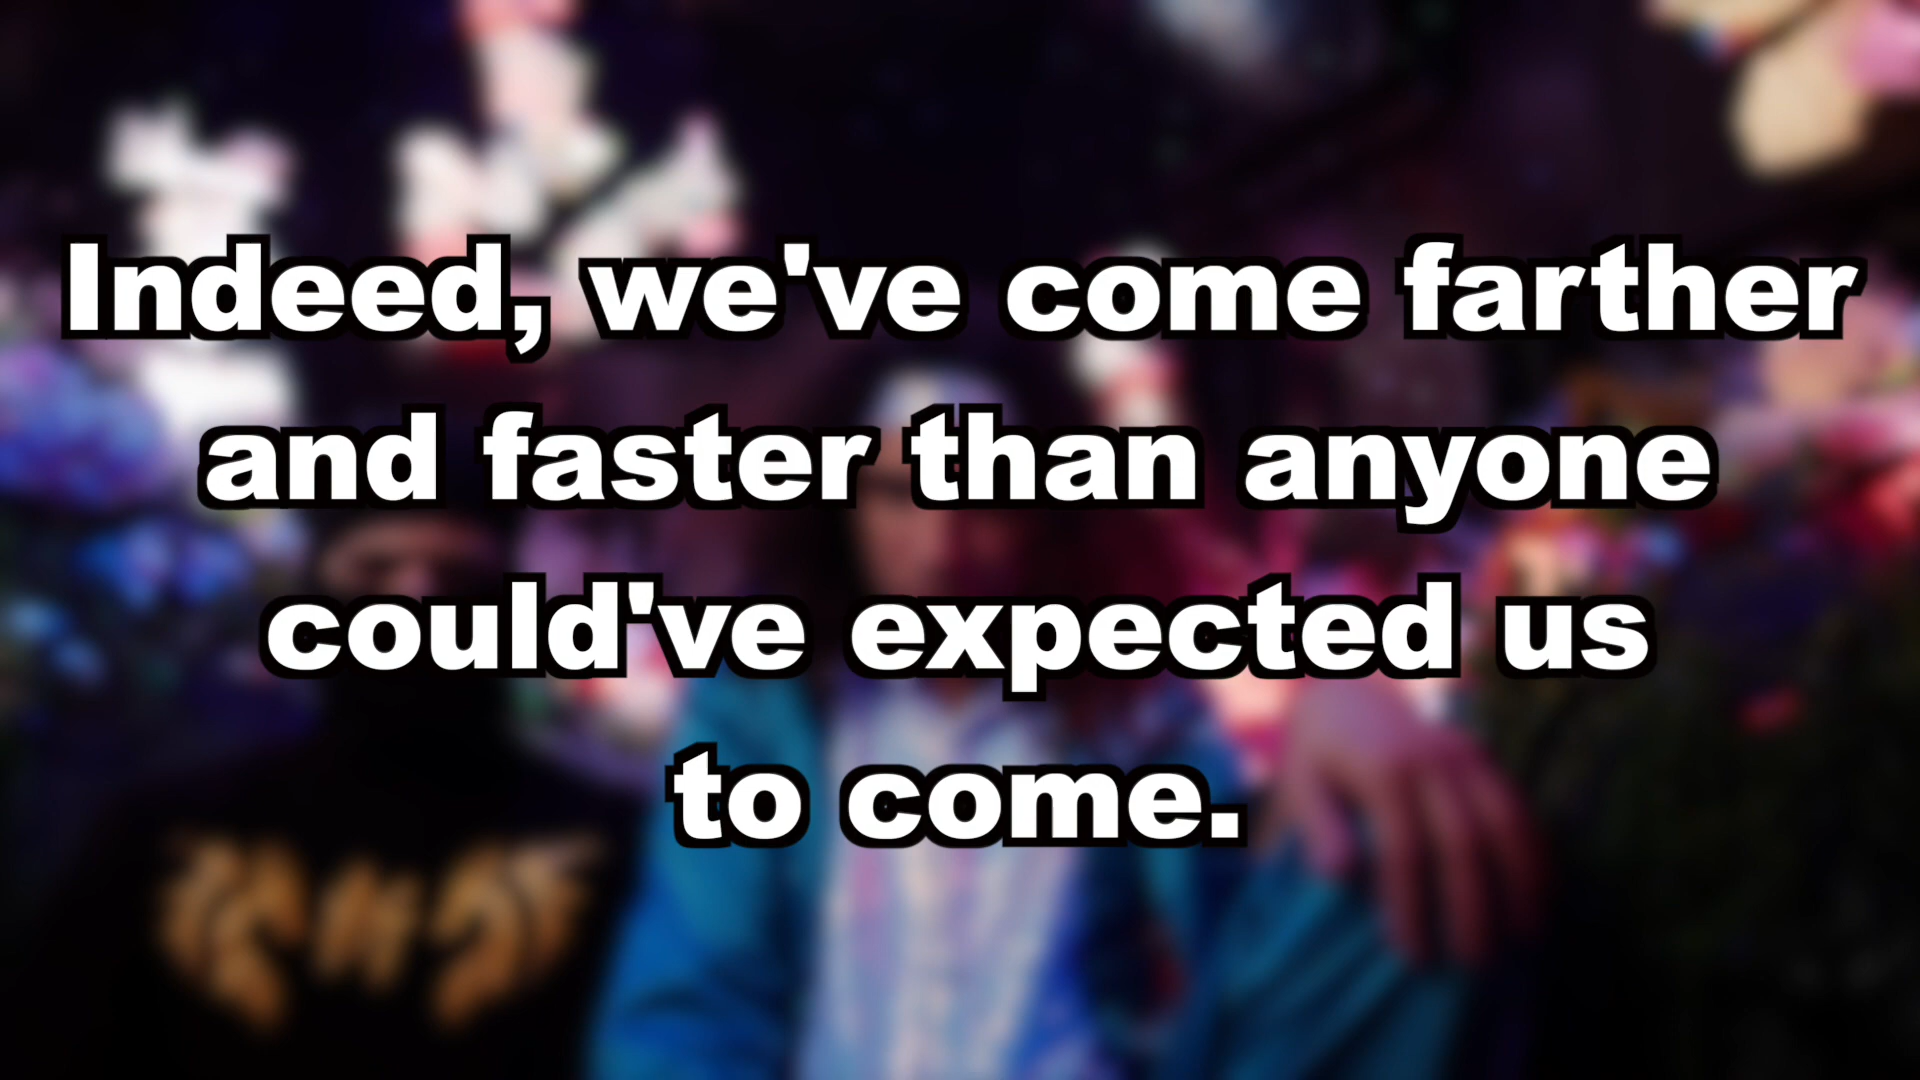 Indeed, we've come farther
and faster than anyone
could've expected us
to come.